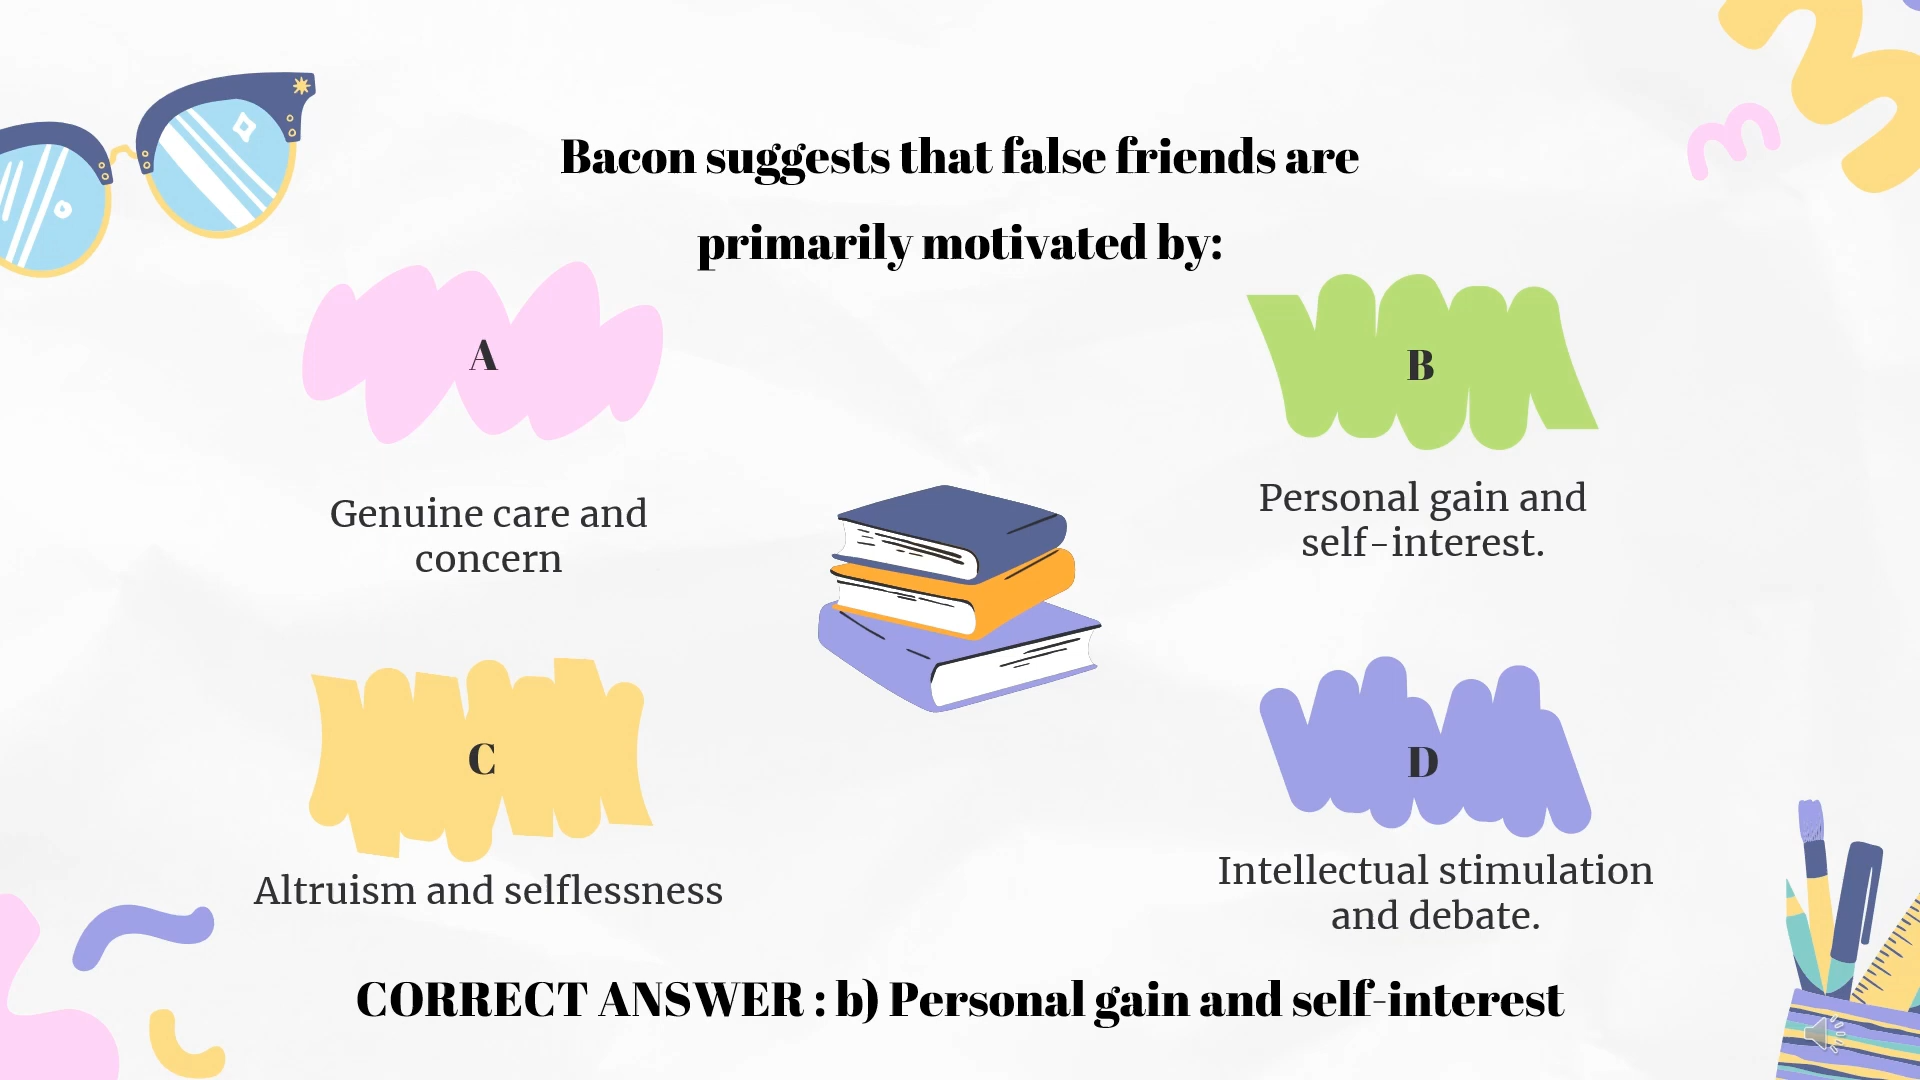 Bacon suggests that false friends are
primarily motivated by:
A
Genuine care and
concern
B
Personal gain and
self-interest.
C
Altruism and selflessness
D
Intellectual stimulation
and debate.
CORRECT ANSWER : b) Personal gain and self-interest